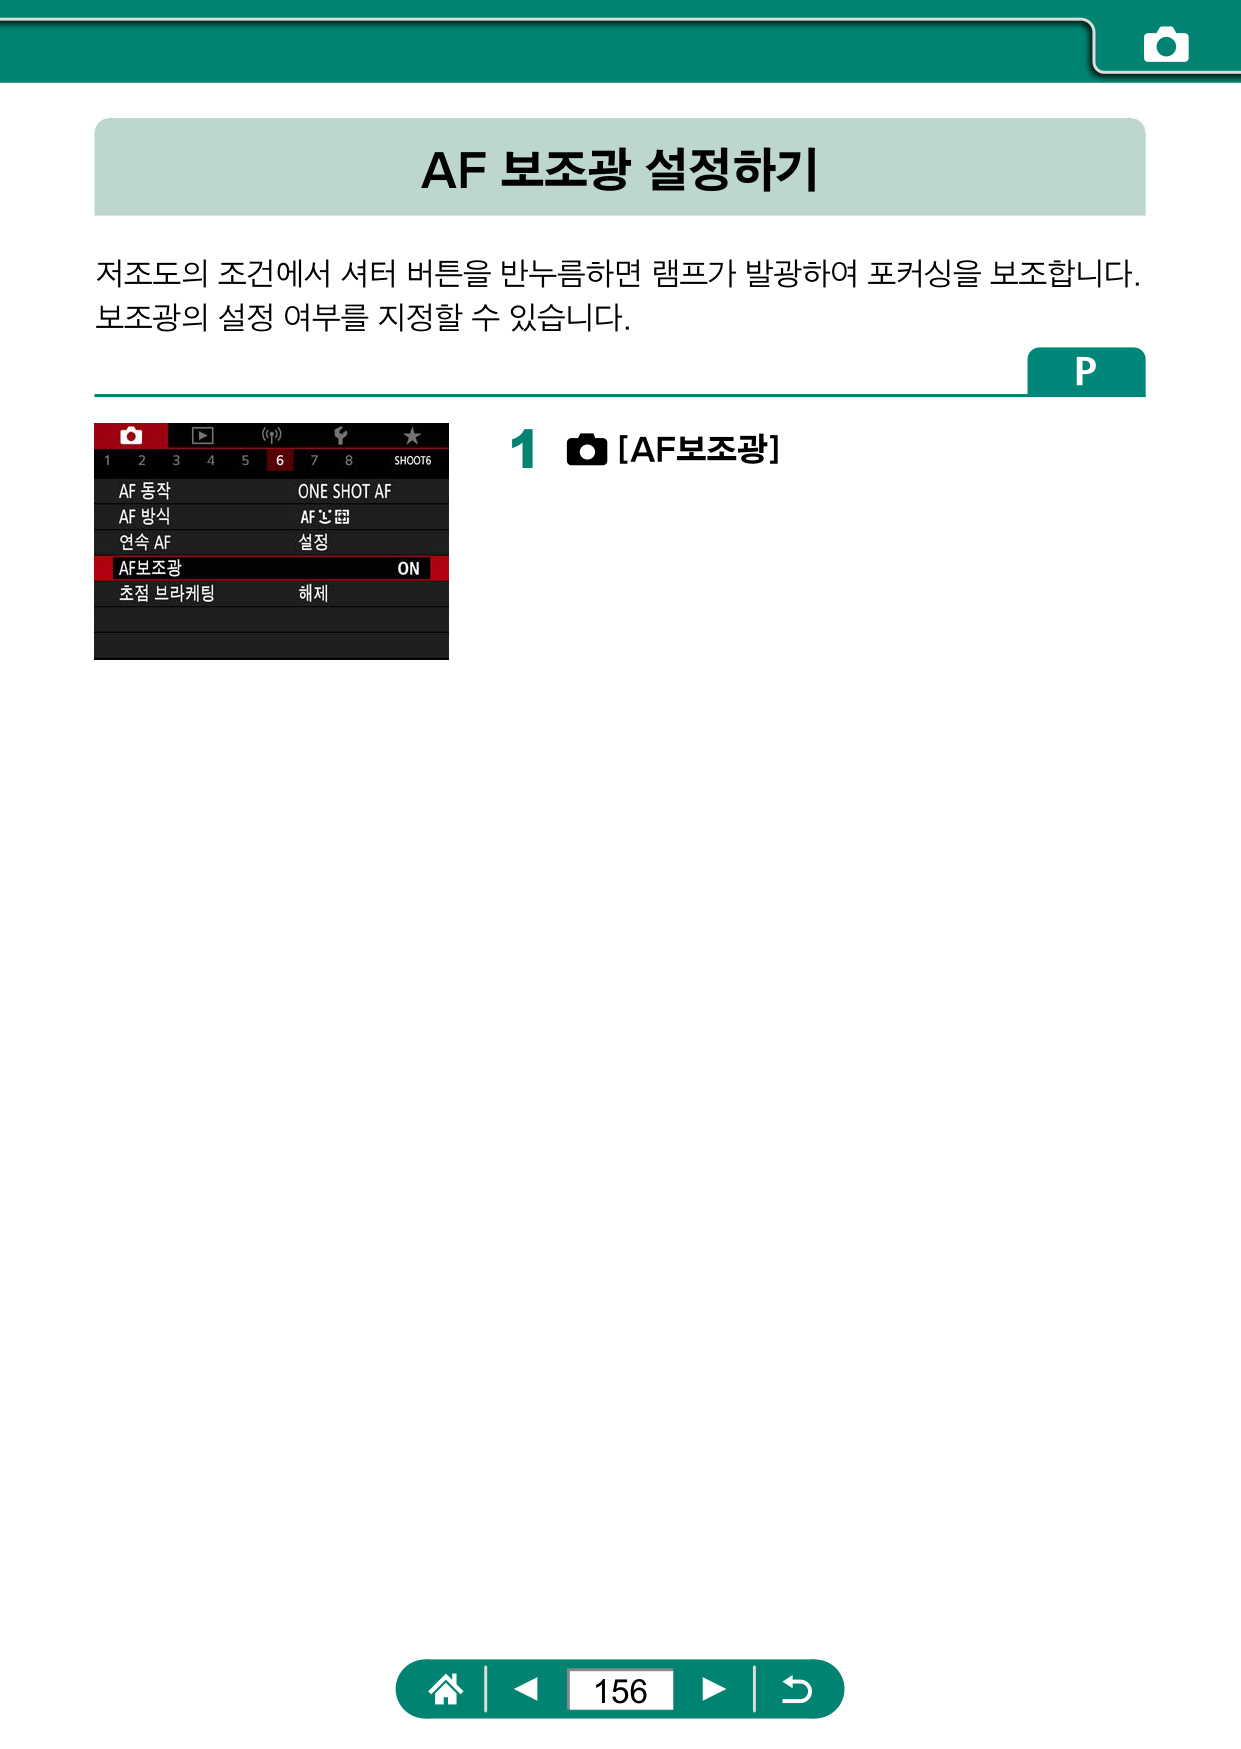 AF 보조광 설정하기
저조도의 조건에서 셔터 버튼을 반누름하면 램프가 발광하여 포커싱을 보조합니다.
보조광의 설정 여부를 지정할 수 있습니다.
P
1 2 3 4 5 6 7 8 SHOOT6
AF 동작 ONE SHOT AF
AF 방식 AF
연속 AF 설정
AF보조광 ON
초점 브라케팅 해제
1 [AF보조광]
156